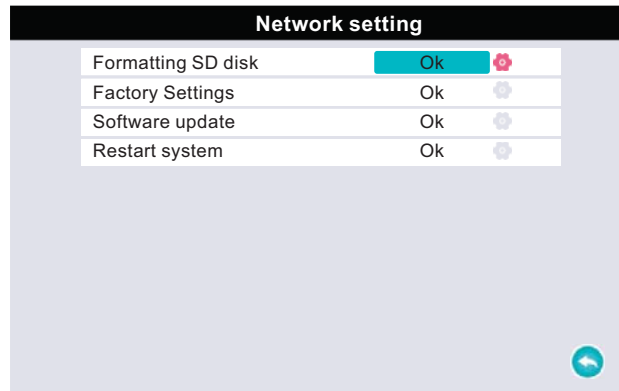 Network setting
Formatting SD disk Ok
Factory Settings Ok
Software update Ok
Restart system Ok